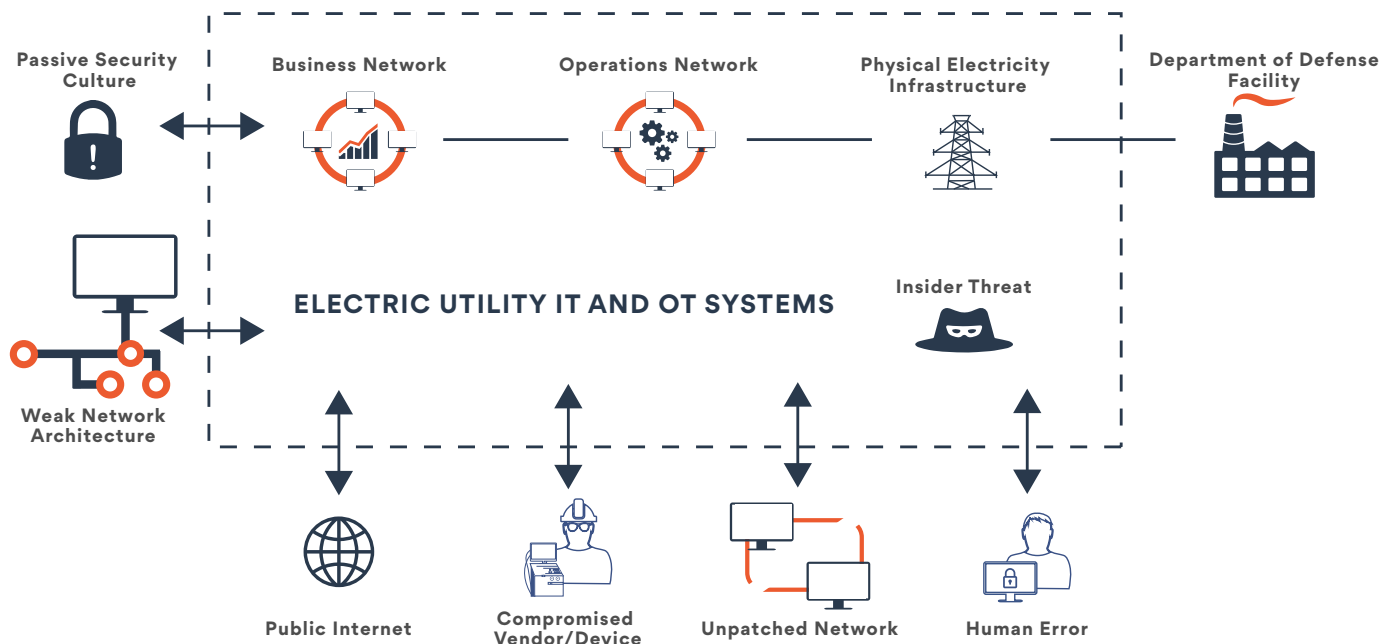 Passive Security
Culture
Business Network
Operations Network
Physical Electricity
Infrastructure
Department of Defense
Facility
ELECTRIC UTILITY IT AND OT SYSTEMS
Insider Threat
Weak Network
Architecture
Public Internet
Compromised
Vendor/Device
Unpatched Network
Human Error